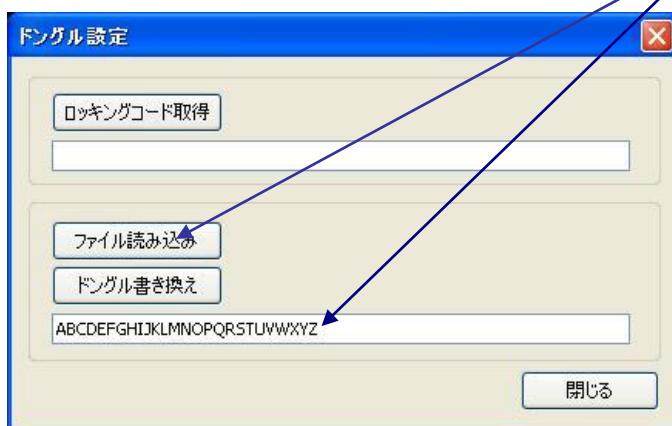 ドングル設定
ロッキングコード取得
ファイル読み込み
ドングル書き換え
ABCDEFGHIJKLMNOPQRSTUVWXYZ
閉じる